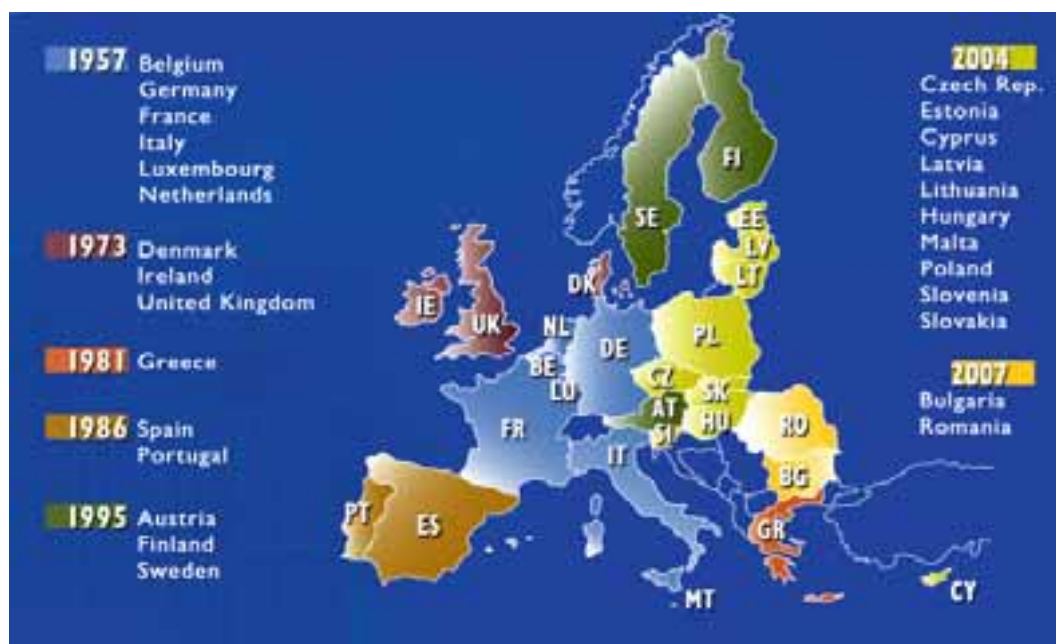 1957 Belgium
Germany
France
Italy
Luxembourg
Netherlands
1973 Denmark
Ireland
United Kingdom
1981 Greece
1986 Spain
Portugal
1995 Austria
Finland
Sweden
2004
Czech Rep.
Estonia
Cyprus
Latvia
Lithuania
Hungary
Malta
Poland
Slovenia
Slovakia
2007
Bulgaria
Romania
FI
SE
EE
LV
LT
DK
IE
UK
NL
DE
PL
BE
LU
CZ
SK
AT
HU
SI
FR
IT
RO
BG
PT
ES
GR
MT
CY